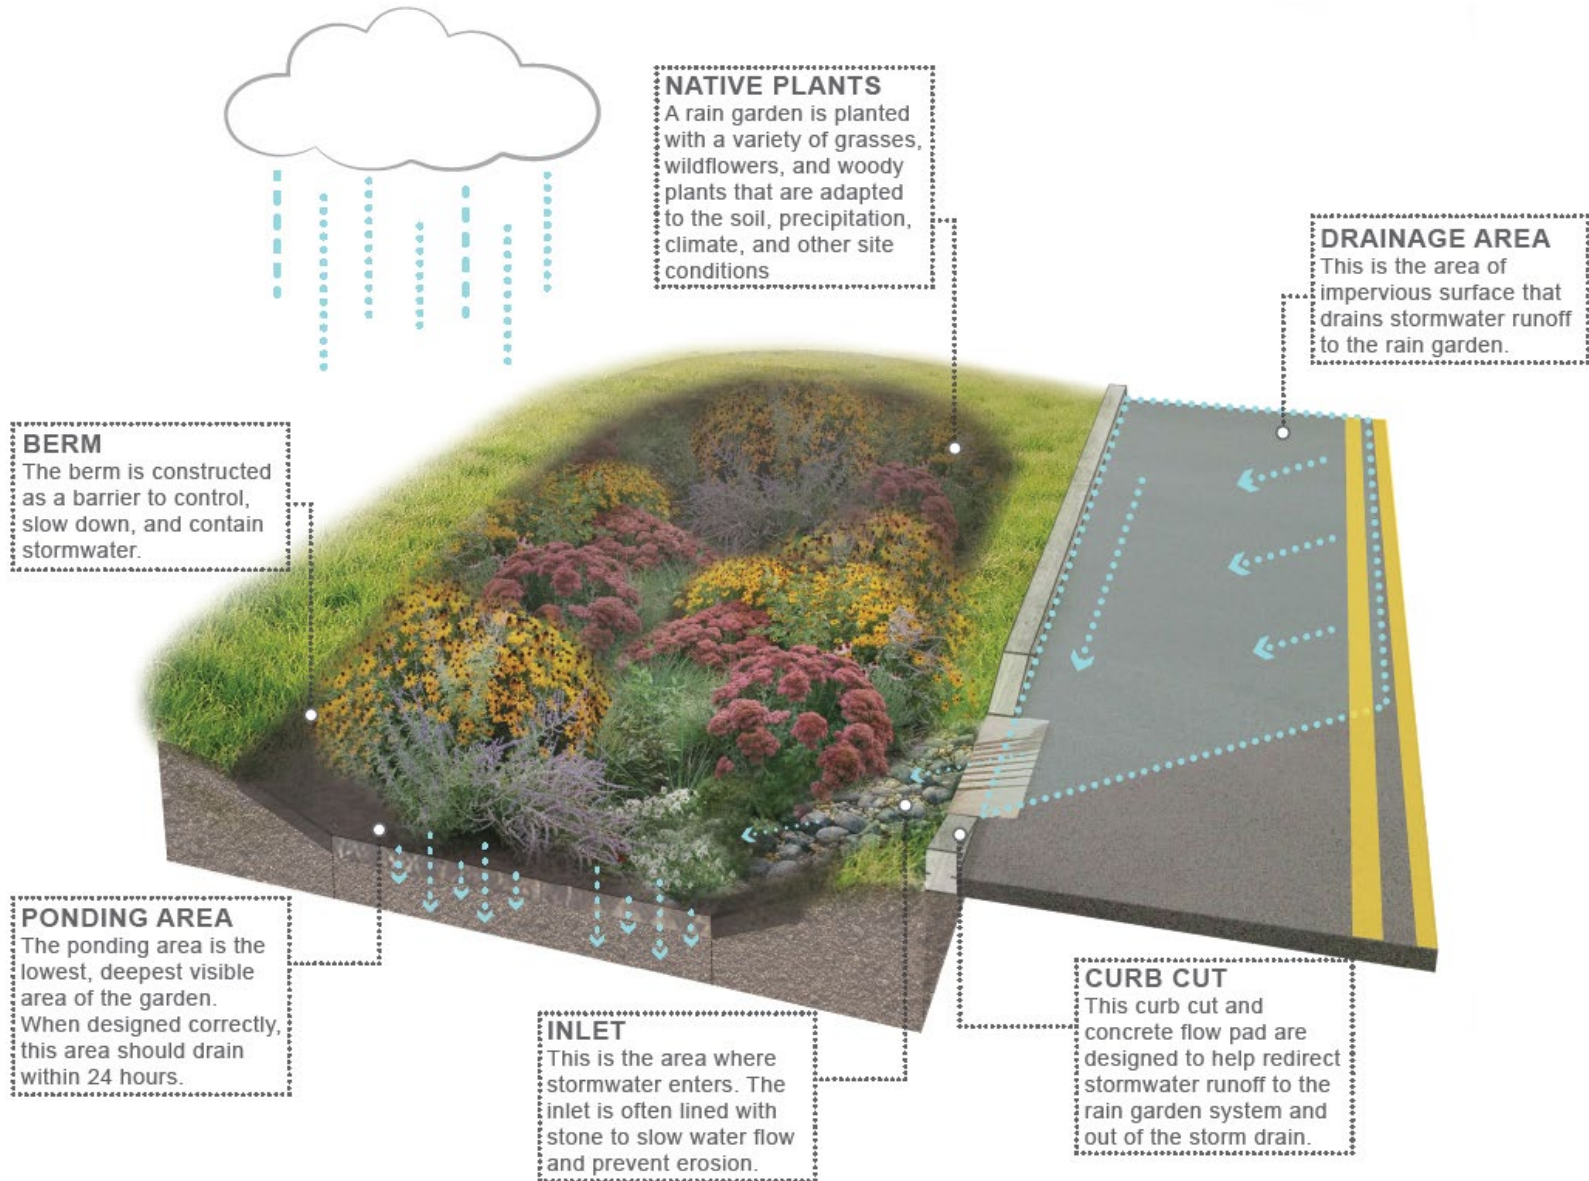 NATIVE PLANTS
A rain garden is planted
with a variety of grasses,
wildflowers, and woody
plants that are adapted
to the soil, precipitation,
climate, and other site
conditions
DRAINAGE AREA
This is the area of
impervious surface that
drains stormwater runoff
to the rain garden.
BERM
The berm is constructed
as a barrier to control,
slow down, and contain
stormwater.
PONDING AREA
The ponding area is the
lowest, deepest visible
area of the garden.
When designed correctly,
this area should drain
within 24 hours.
INLET
This is the area where
stormwater enters. The
inlet is often lined with
stone to slow water flow
and prevent erosion.
CURB CUT
This curb cut and
concrete flow pad are
designed to help redirect
stormwater runoff to the
rain garden system and
out of the storm drain.